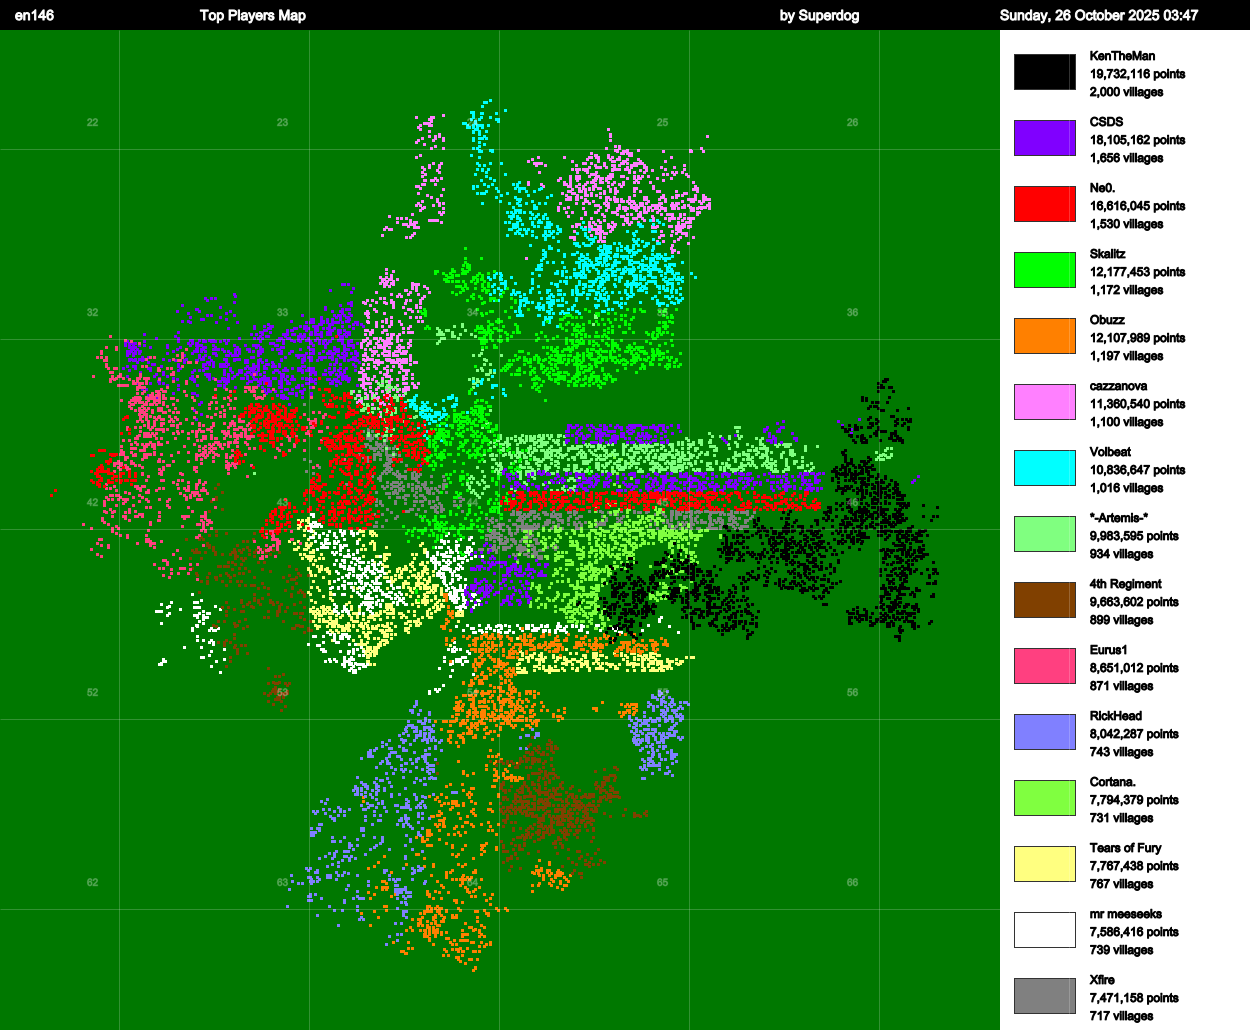 en146 Top Players Map by Superdog Sunday, 26 October 2025 03:47
22 23 25 26
32 33 34 36
42 43 45
52 53 56
62 63 64 65 66
KenTheMan
19,732,116 points
2,000 villages
CSDS
18,105,162 points
1,656 villages
Ne0.
16,616,045 points
1,530 villages
Skalitz
12,177,453 points
1,172 villages
Obuzz
12,107,989 points
1,197 villages
cazzanova
11,360,540 points
1,100 villages
Volbeat
10,836,647 points
1,016 villages
*-Artemis-*
9,983,595 points
934 villages
4th Regiment
9,663,602 points
899 villages
Eurus1
8,651,012 points
871 villages
RickHead
8,042,287 points
743 villages
Cortana.
7,794,379 points
731 villages
Tears of Fury
7,767,438 points
767 villages
mr meeseeks
7,586,416 points
739 villages
Xfire
7,471,158 points
717 villages